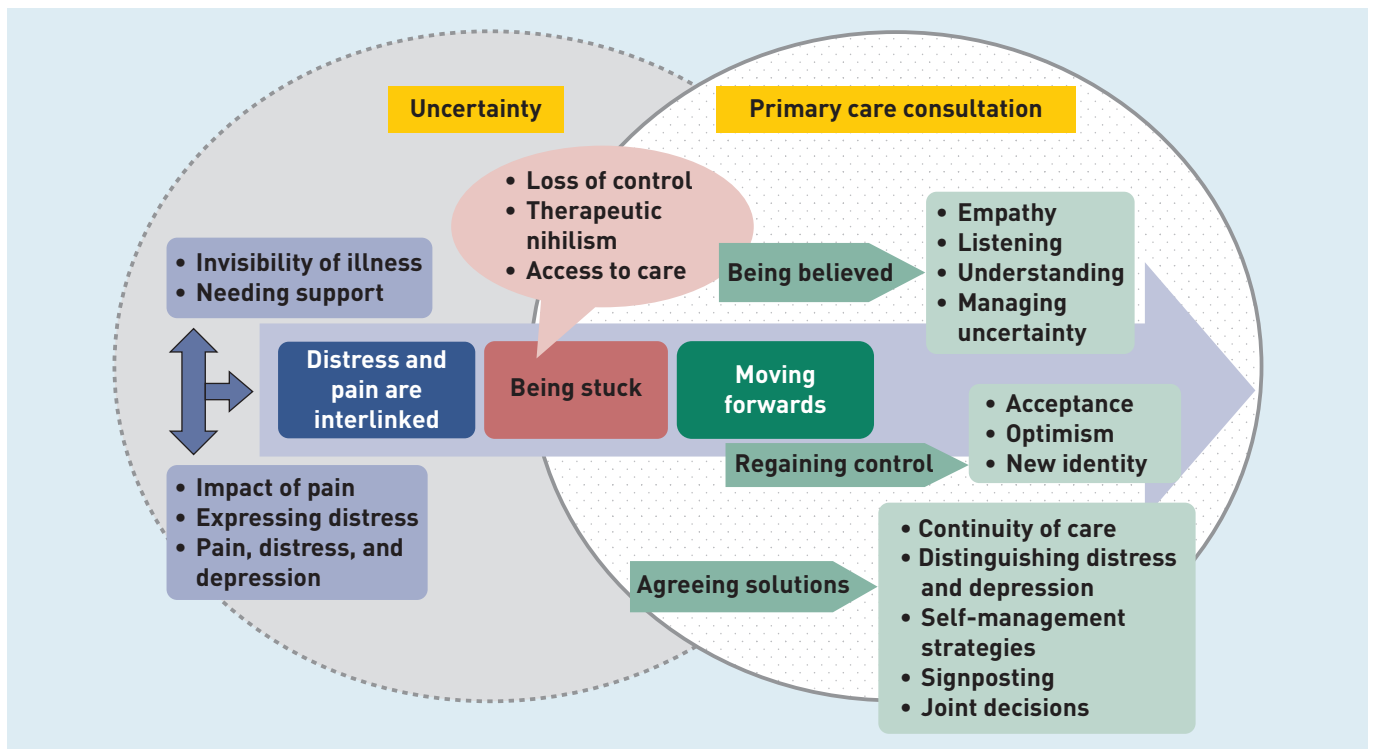 Uncertainty
Primary care consultation
• Loss of control
• Therapeutic
nihilism
• Access to care
• Invisibility of illness
• Needing support
Distress and
pain are
interlinked
Being stuck
Moving
forwards
• Impact of pain
• Expressing distress
• Pain, distress, and
depression
Being believed
• Empathy
• Listening
• Understanding
• Managing
uncertainty
Regaining control
• Acceptance
• Optimism
• New identity
Agreeing solutions
• Continuity of care
• Distinguishing distress
and depression
• Self-management
strategies
• Signposting
• Joint decisions